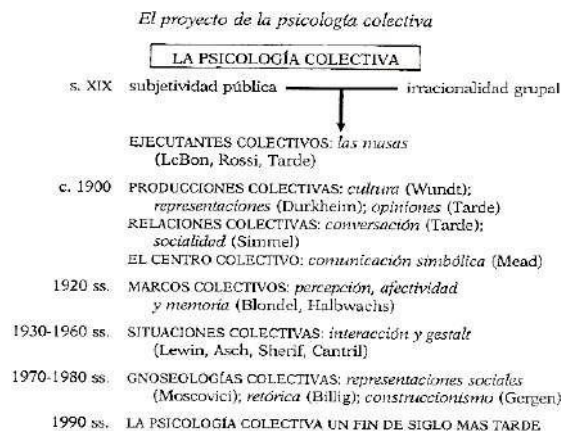 El proyecto de la psicología colectiva
LA PSICOLOGÍA COLECTIVA
s. XIX subjetividad pública irracionalidad grupal
EJECUTANTES COLECTIVOS: las masas
(LeBon, Rossi, Tarde)
c. 1900 PRODUCCIONES COLECTIVAS: cultura (Wundt);
representaciones (Durkheim); opiniones (Tarde)
RELACIONES COLECTIVAS: conversación (Tarde);
socialidad (Simmel)
EL CENTRO COLECTIVO: comunicación simbólica (Mead)
1920 ss. MARCOS COLECTIVOS: percepción, afectividad
y memoria (Blondel, Halbwachs)
1930-1960 ss. SITUACIONES COLECTIVAS: interacción y gestalt
(Lewin, Asch, Sherif, Cantril)
1970-1980 ss. GNOSEOLOGÍAS COLECTIVAS: representaciones sociales
(Moscovici); retórica (Billig); construccionismo (Gergen)
1990 ss. LA PSICOLOGÍA COLECTIVA UN FIN DE SIGLO MAS TARDE